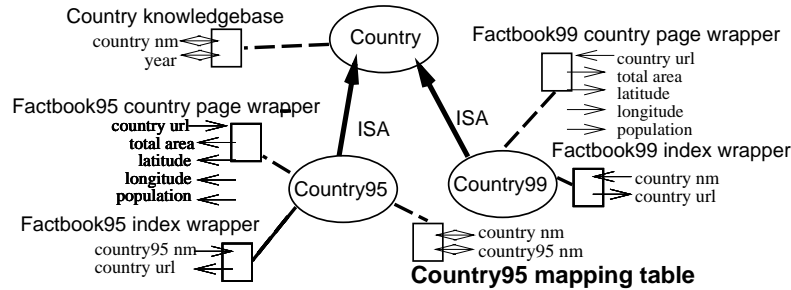 Country knowledgebase
country nm
year
Country
Factbook99 country page wrapper
country url
total area
latitude
longitude
population
Factbook95 country page wrapper
country url
total area
latitude
longitude
population
ISA
ISA
Factbook99 index wrapper
country nm
country url
Country95
Country99
Factbook95 index wrapper
country95 nm
country url
country nm
country95 nm
Country95 mapping table